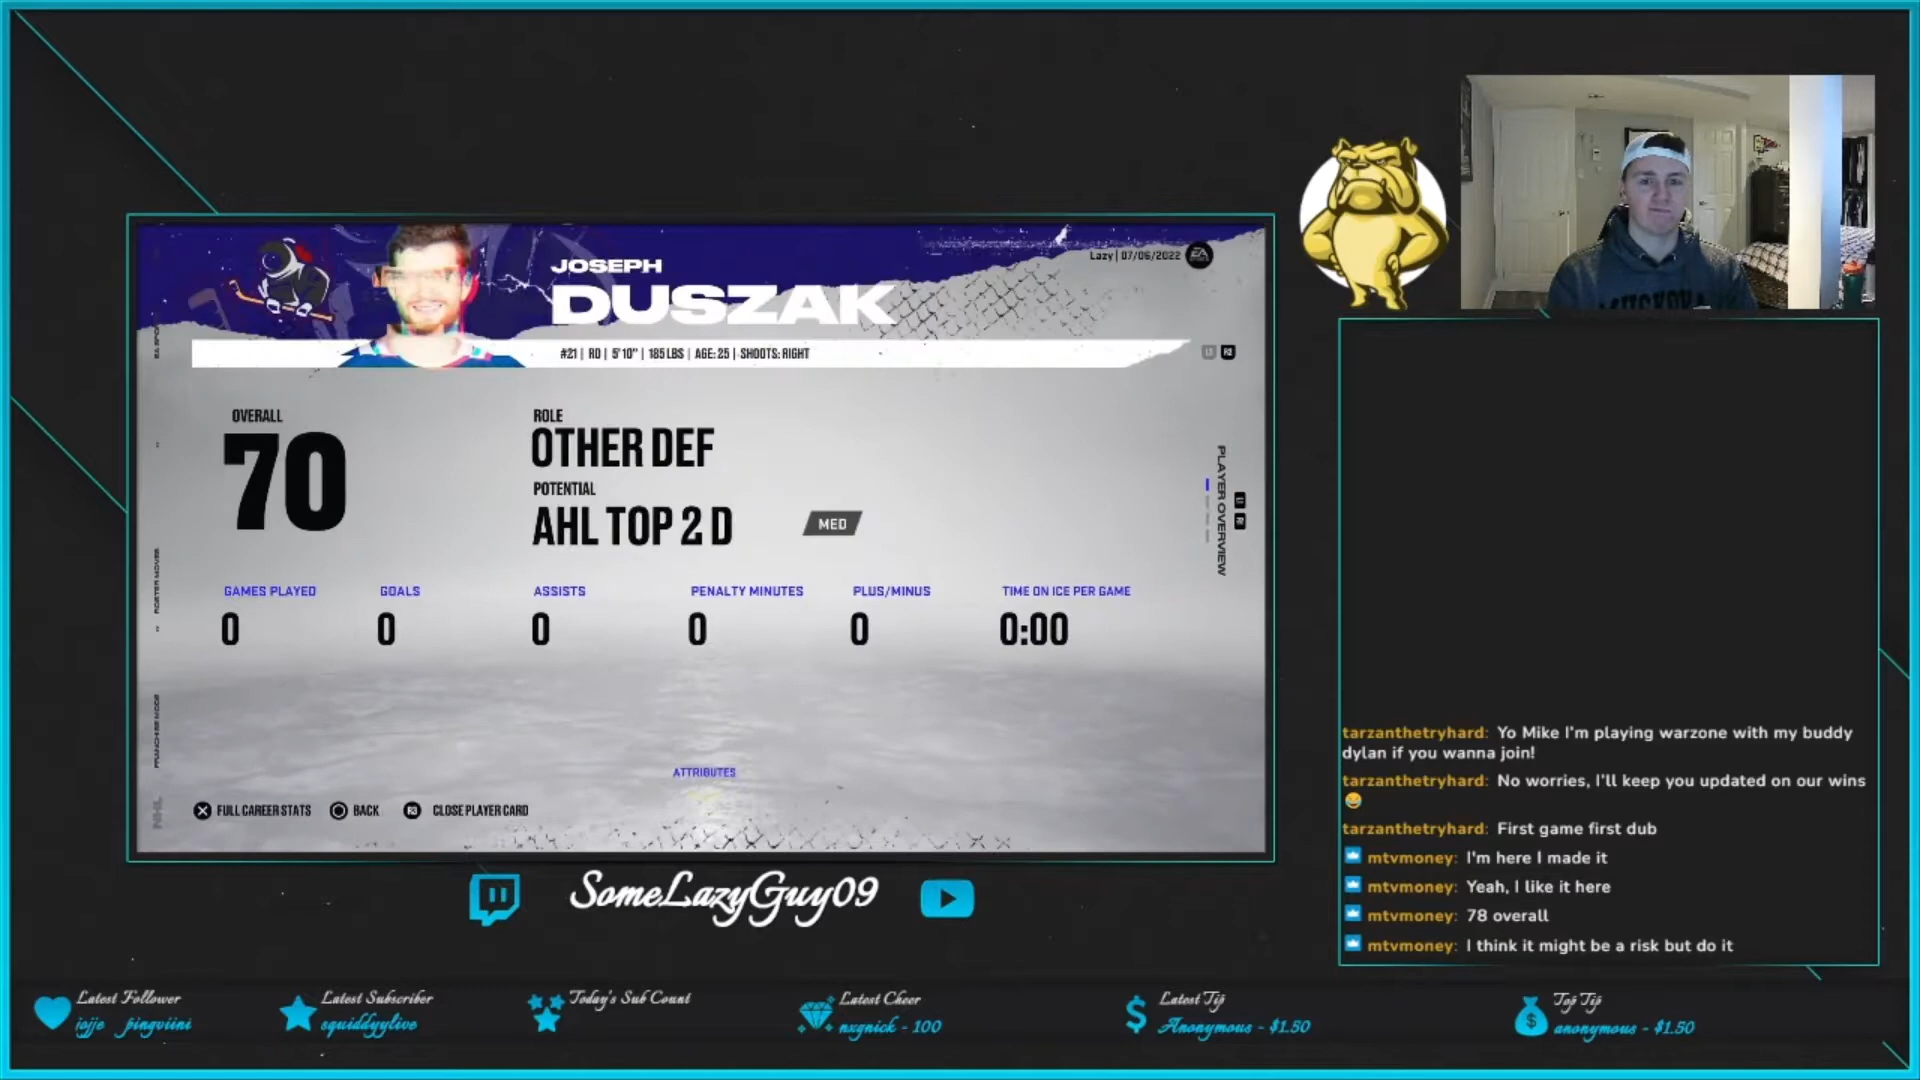 JOSEPH
DUSZAK
Lazy | 07/06/2022
#21 | RD | 5'10" | 185 LBS | AGE: 25 | SHOOTS: RIGHT
OVERALL
70
ROLE
OTHER DEF
POTENTIAL
AHL TOP 2 D
MED
PLAYER OVERVIEW
GAMES PLAYED
GOALS
ASSISTS
PENALTY MINUTES
PLUS/MINUS
TIME ON ICE PER GAME
0
0
0
0
0
0:00
ATTRIBUTES
FULL CAREER STATS
BACK
CLOSE PLAYER CARD
NHL
FRANCHISE MODE
ROSTER MOVES
tarzanthetryhard: Yo Mike I'm playing warzone with my buddy
dylan if you wanna join!
tarzanthetryhard: No worries, I'll keep you updated on our wins
😂
tarzanthetryhard: First game first dub
mtvmoney: I'm here I made it
mtvmoney: Yeah, I like it here
mtvmoney: 78 overall
mtvmoney: I think it might be a risk but do it
SomeLazyGuy09
Latest Follower
jojje_pingviini
Latest Subscriber
squiddyylive
Today's Sub Count
Latest Cheer
nxgnick - 100
Latest Tip
Anonymous - $1.50
Top Tip
anonymous - $1.50